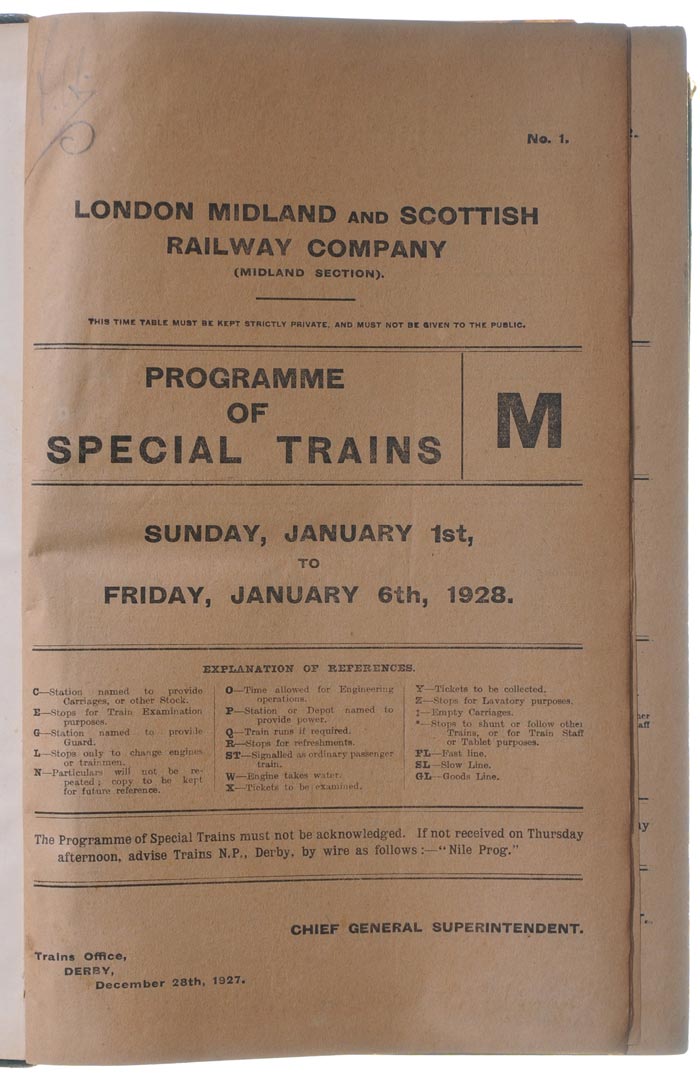 No. 1.
LONDON MIDLAND AND SCOTTISH
RAILWAY COMPANY
(MIDLAND SECTION).
THIS TIME TABLE MUST BE KEPT STRICTLY PRIVATE, AND MUST NOT BE GIVEN TO THE PUBLIC.
PROGRAMME
OF
SPECIAL TRAINS
M
SUNDAY, JANUARY 1st,
TO
FRIDAY, JANUARY 6th, 1928.
EXPLANATION OF REFERENCES.
C—Station named to provide
Carriages, or other Stock.
E—Stops for Train Examination
purposes.
G—Station named to provide
Guard.
L—Stops only to change engines
or trainmen.
N—Particulars will not be re-
peated; copy to be kept
for future reference.
O—Time allowed for Engineering
operations.
P—Station or Depot named to
provide power.
Q—Train runs if required.
R—Stops for refreshments.
ST—Signalled as ordinary passenger
train.
W—Engine takes water.
X—Tickets to be examined.
Y—Tickets to be collected.
Z—Stops for Lavatory purposes.
‡—Empty Carriages.
*—Stops to shunt or follow other
Trains, or for Train Staff
or Tablet purposes.
FL—Fast line.
SL—Slow Line.
GL—Goods Line.
The Programme of Special Trains must not be acknowledged. If not received on Thursday
afternoon, advise Trains N.P., Derby, by wire as follows:—"Nile Prog."
CHIEF GENERAL SUPERINTENDENT.
Trains Office,
DERBY,
December 28th, 1927.